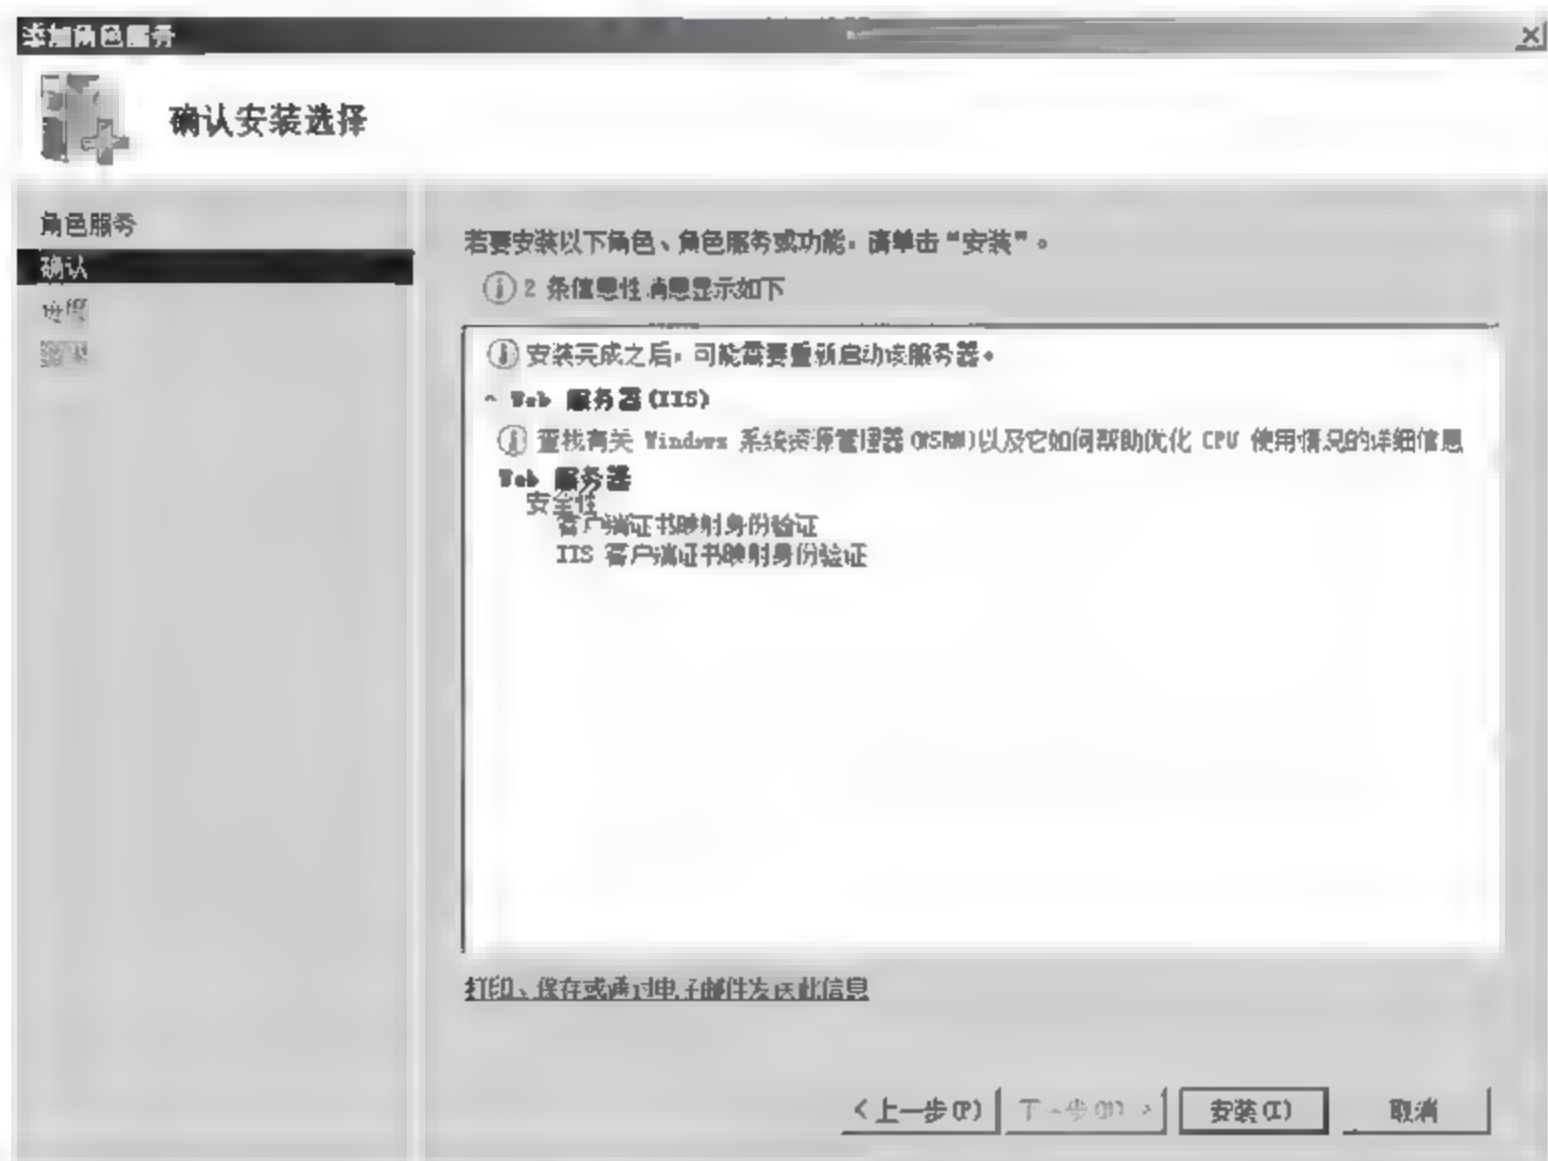 添加角色服务
确认安装选择
角色服务
确认
进度
结果
若要安装以下角色、角色服务或功能，请单击“安装”。
2 条信息性消息显示如下
安装完成之后，可能需要重新启动该服务器。
Web 服务器(IIS)
查找有关 Windows 系统资源管理器(WSRM)以及它如何帮助优化 CPU 使用情况的详细信息
Web 服务器
安全性
客户端证书映射身份验证
IIS 客户端证书映射身份验证
打印、保存或通过电子邮件发送此信息
<上一步(P)
下一步(N) >
安装(I)
取消